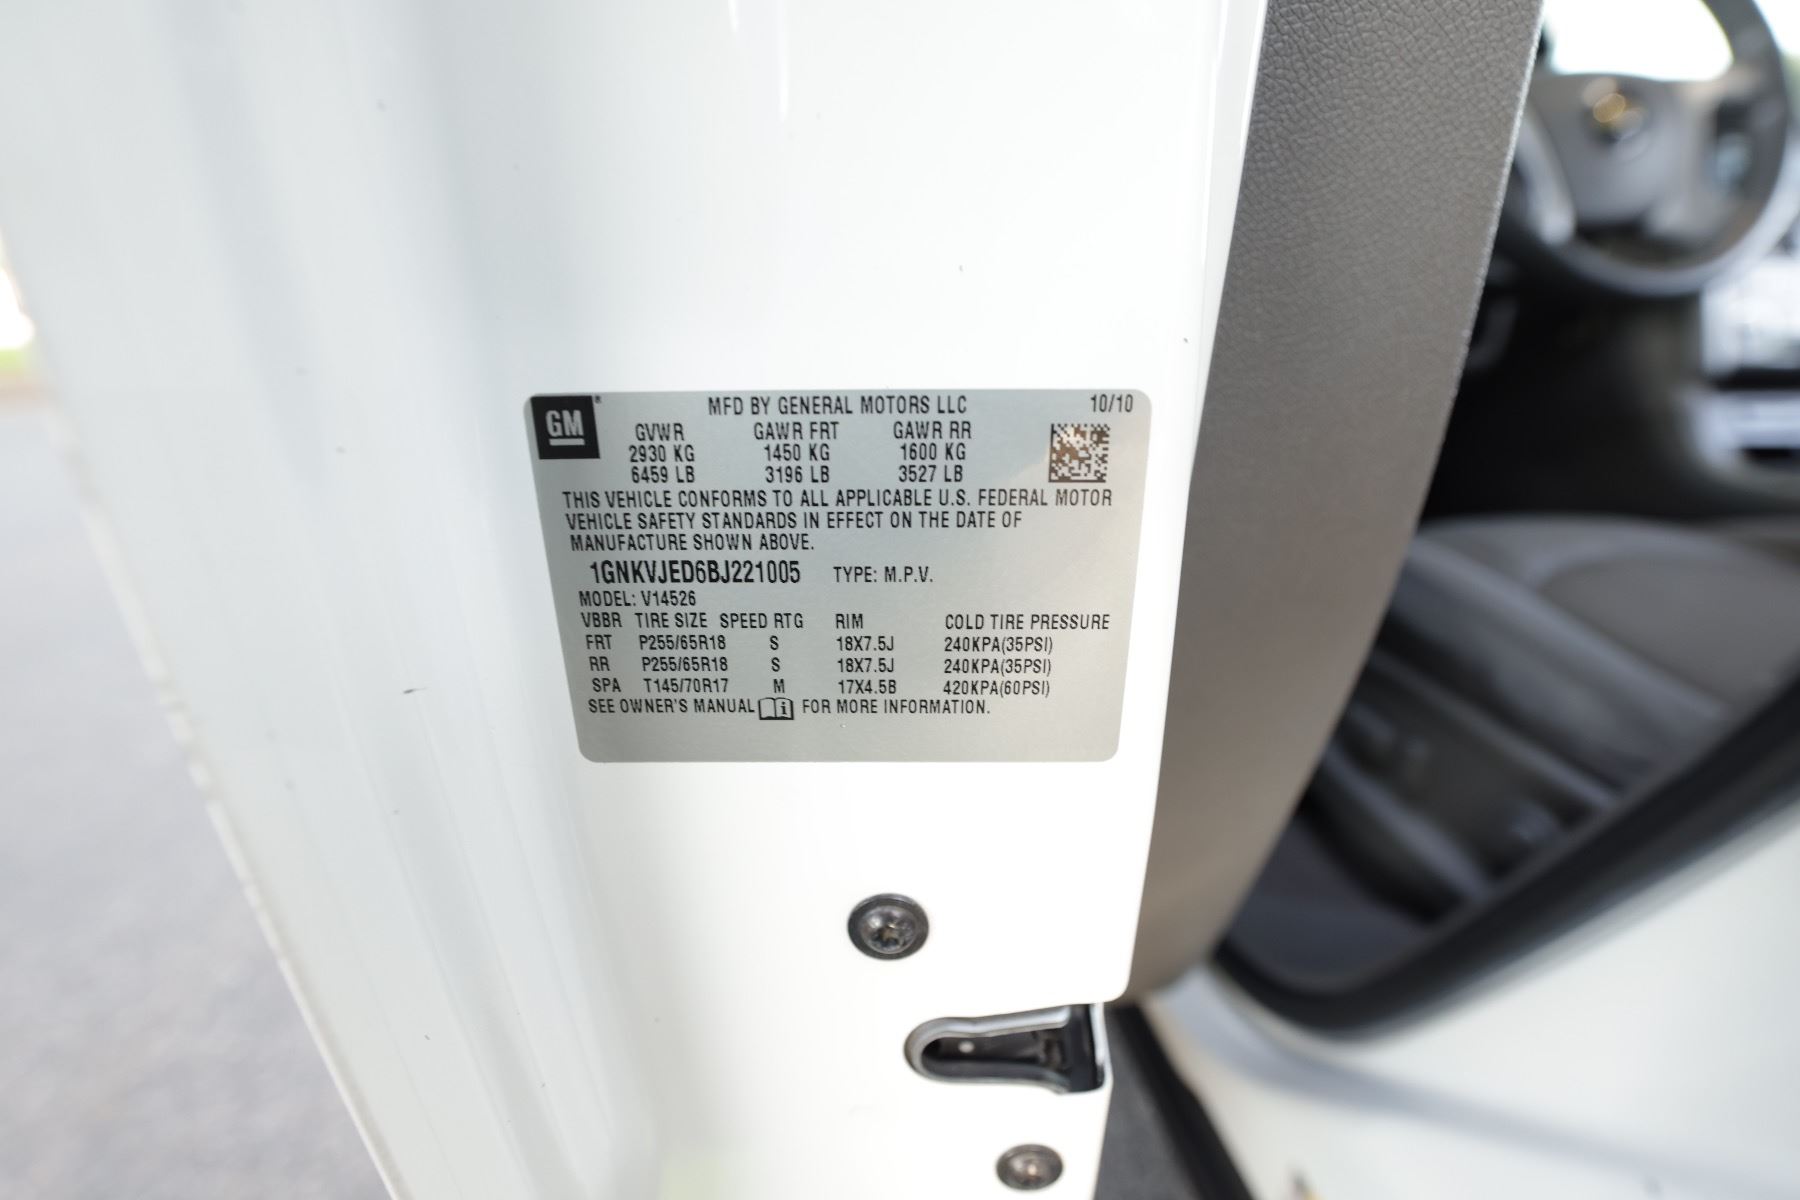 GM®
MFD BY GENERAL MOTORS LLC 10/10
GVWR GAWR FRT GAWR RR
2930 KG 1450 KG 1600 KG
6459 LB 3196 LB 3527 LB
THIS VEHICLE CONFORMS TO ALL APPLICABLE U.S. FEDERAL MOTOR
VEHICLE SAFETY STANDARDS IN EFFECT ON THE DATE OF
MANUFACTURE SHOWN ABOVE.
1GNKVJED6BJ221005 TYPE: M.P.V.
MODEL: V14526
VBBR TIRE SIZE SPEED RTG RIM COLD TIRE PRESSURE
FRT P255/65R18 S 18X7.5J 240KPA(35PSI)
RR P255/65R18 S 18X7.5J 240KPA(35PSI)
SPA T145/70R17 M 17X4.5B 420KPA(60PSI)
SEE OWNER'S MANUAL i FOR MORE INFORMATION.